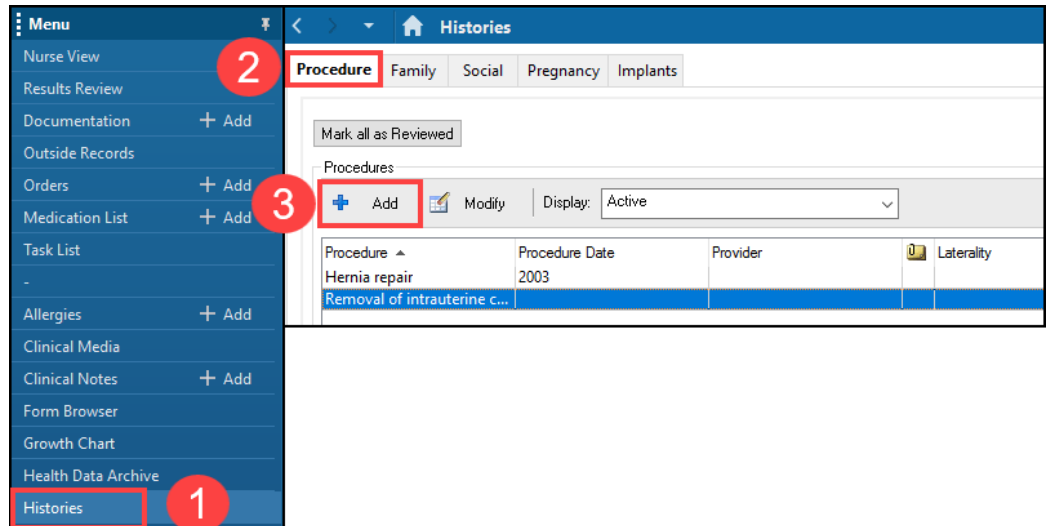 Menu
Nurse View
Results Review
Documentation + Add
Outside Records
Orders + Add
Medication List + Add
Task List
-
Allergies + Add
Clinical Media
Clinical Notes + Add
Form Browser
Growth Chart
Health Data Archive
Histories
1
2
Histories
Procedure Family Social Pregnancy Implants
Mark all as Reviewed
Procedures
3
Add Modify Display: Active
Procedure Procedure Date Provider Laterality
Hernia repair 2003
Removal of intrauterine c...